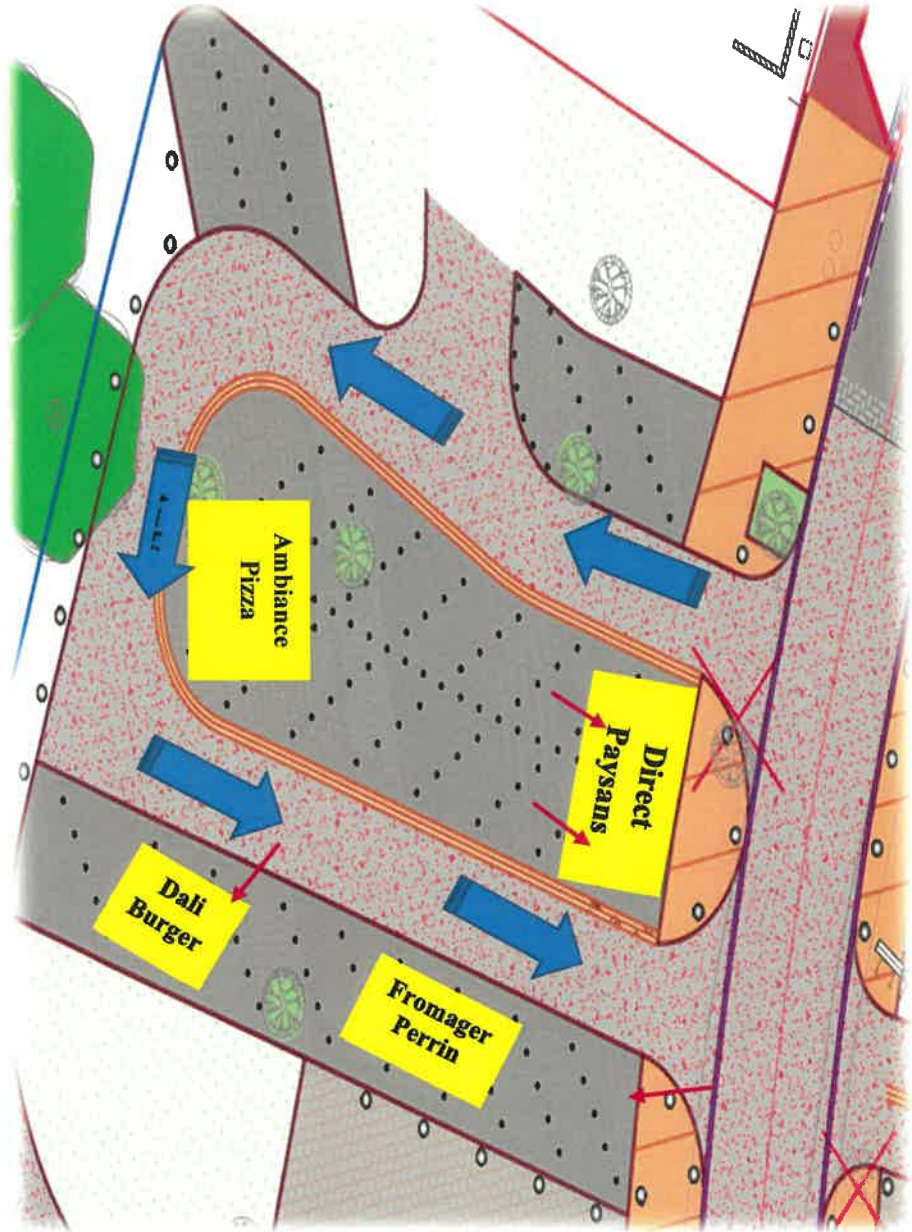 Direct
Paysans
Ambiance
Pizza
Dali
Burger
Fromager
Perrin